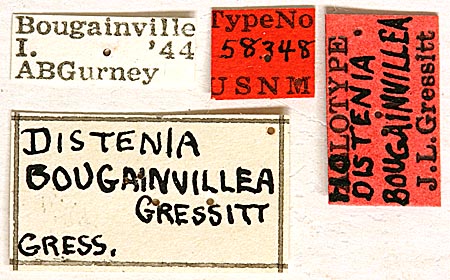 Bougainville
I. '44
ABGurney
TypeNo
58348
USNM
HOLOTYPE
DISTENIA
BOUGAINVILLEA
J.L.Gressitt
DISTENIA
BOUGAINVILLEA
GRESSITT
GRESS.